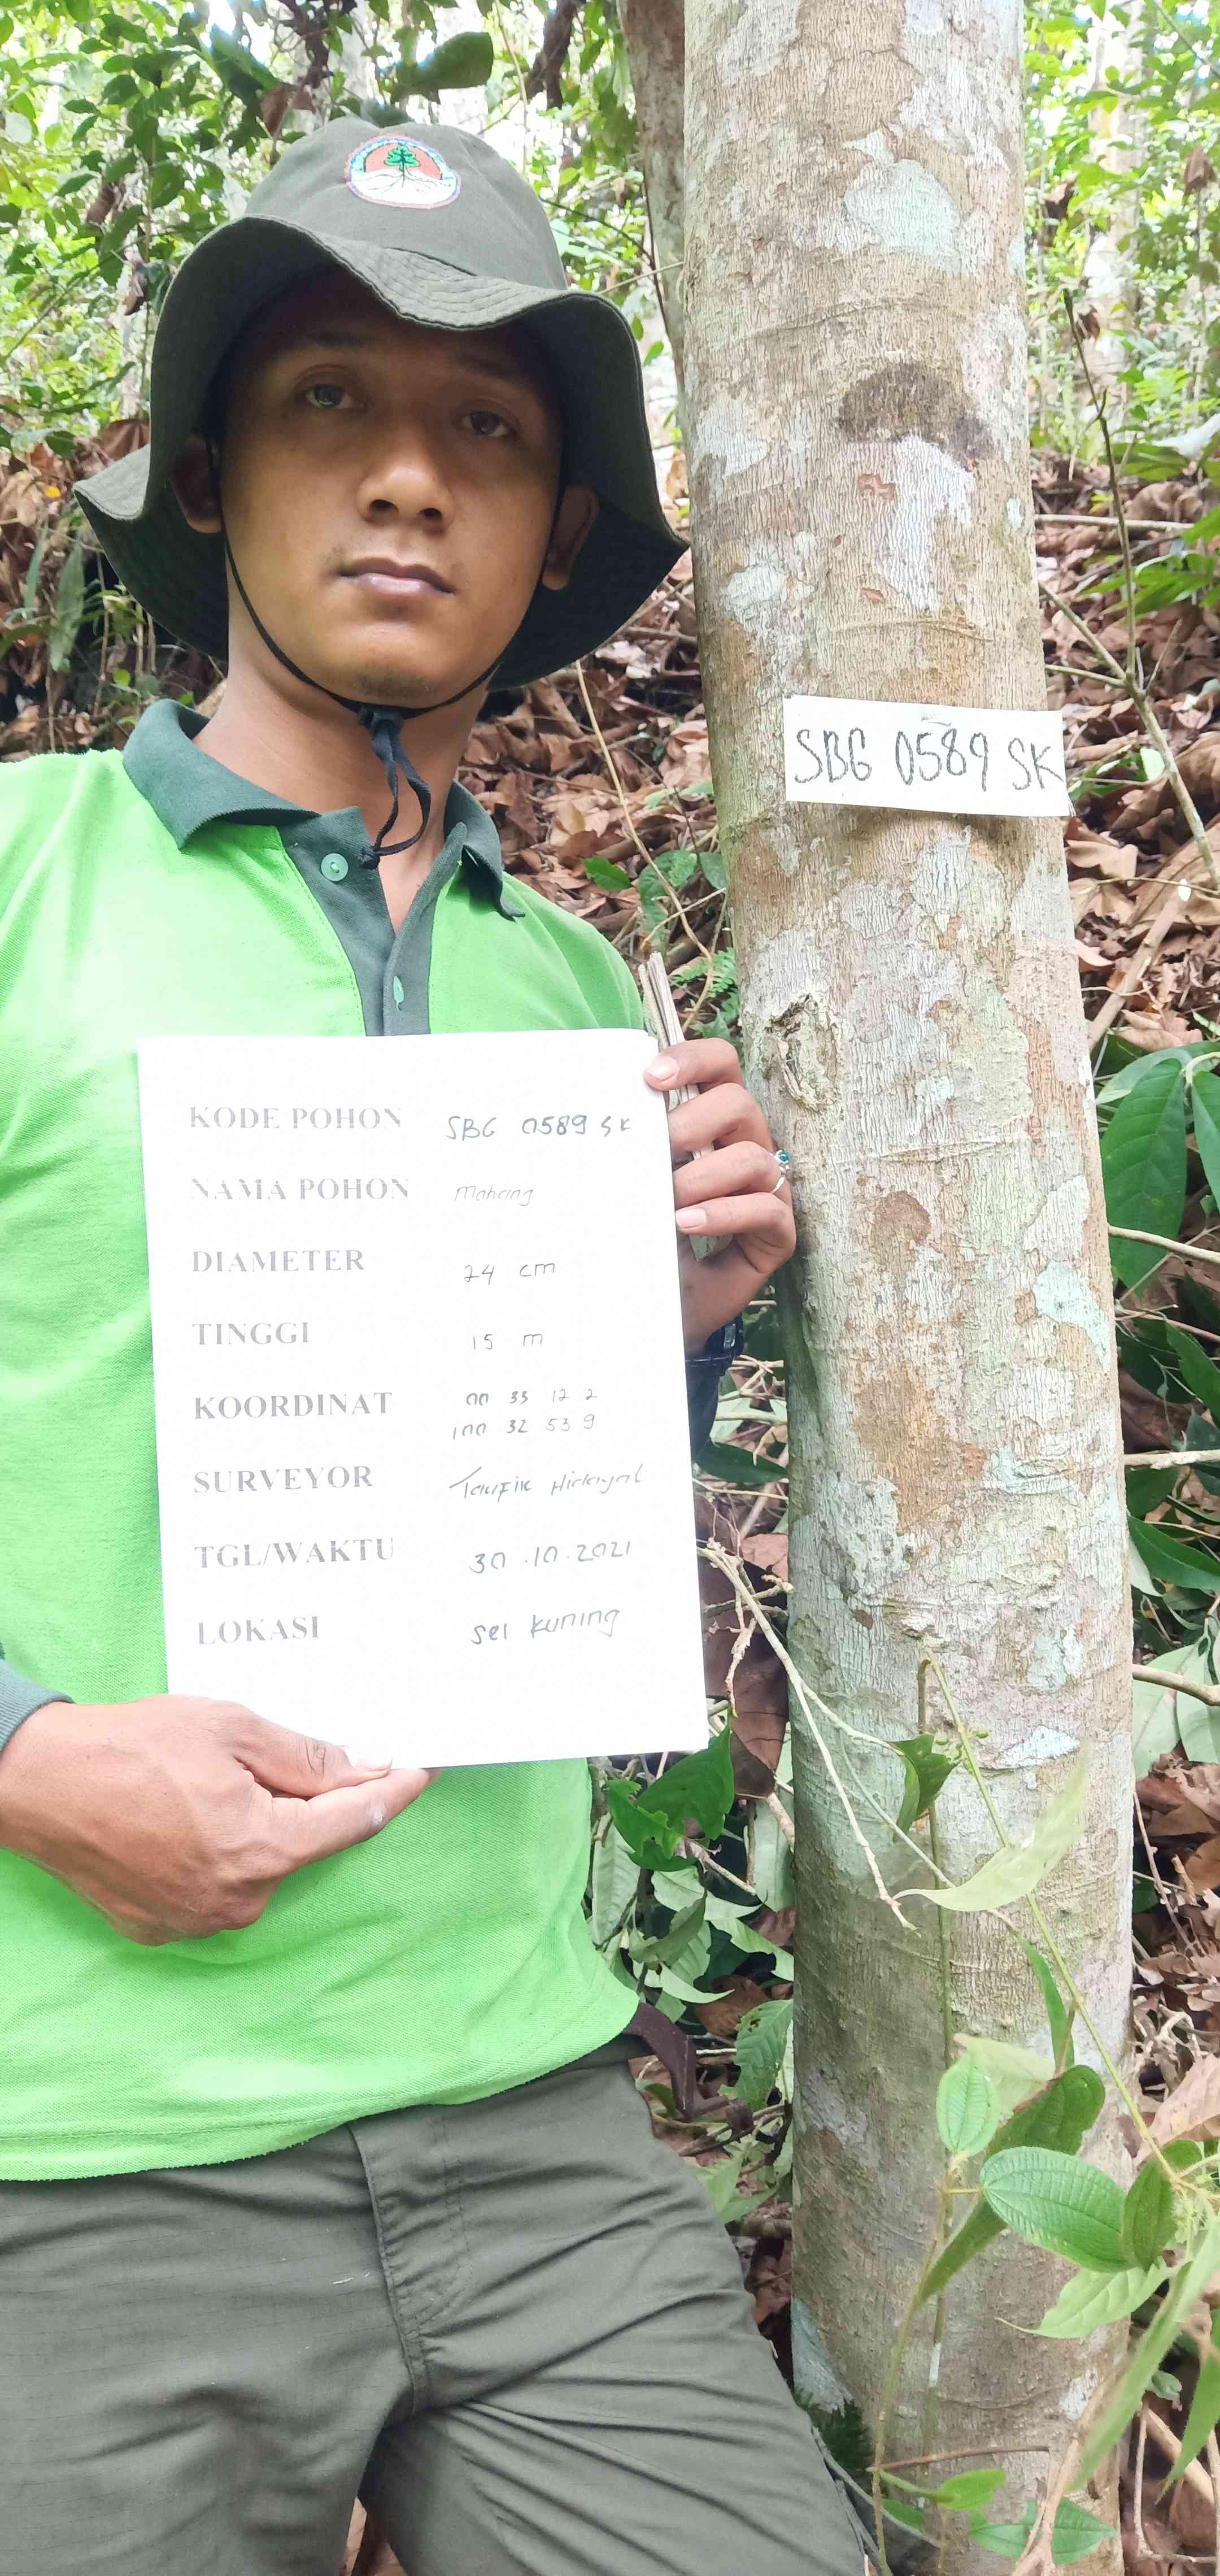 SBG 0589 SK
KODE POHON SBG 0589 SK
NAMA POHON Mahang
DIAMETER 24 cm
TINGGI 15 m
KOORDINAT 00 33 12 2
100 32 53 9
SURVEYOR Taufik Hidayat
TGL/WAKTU 30.10.2021
LOKASI sei kuning